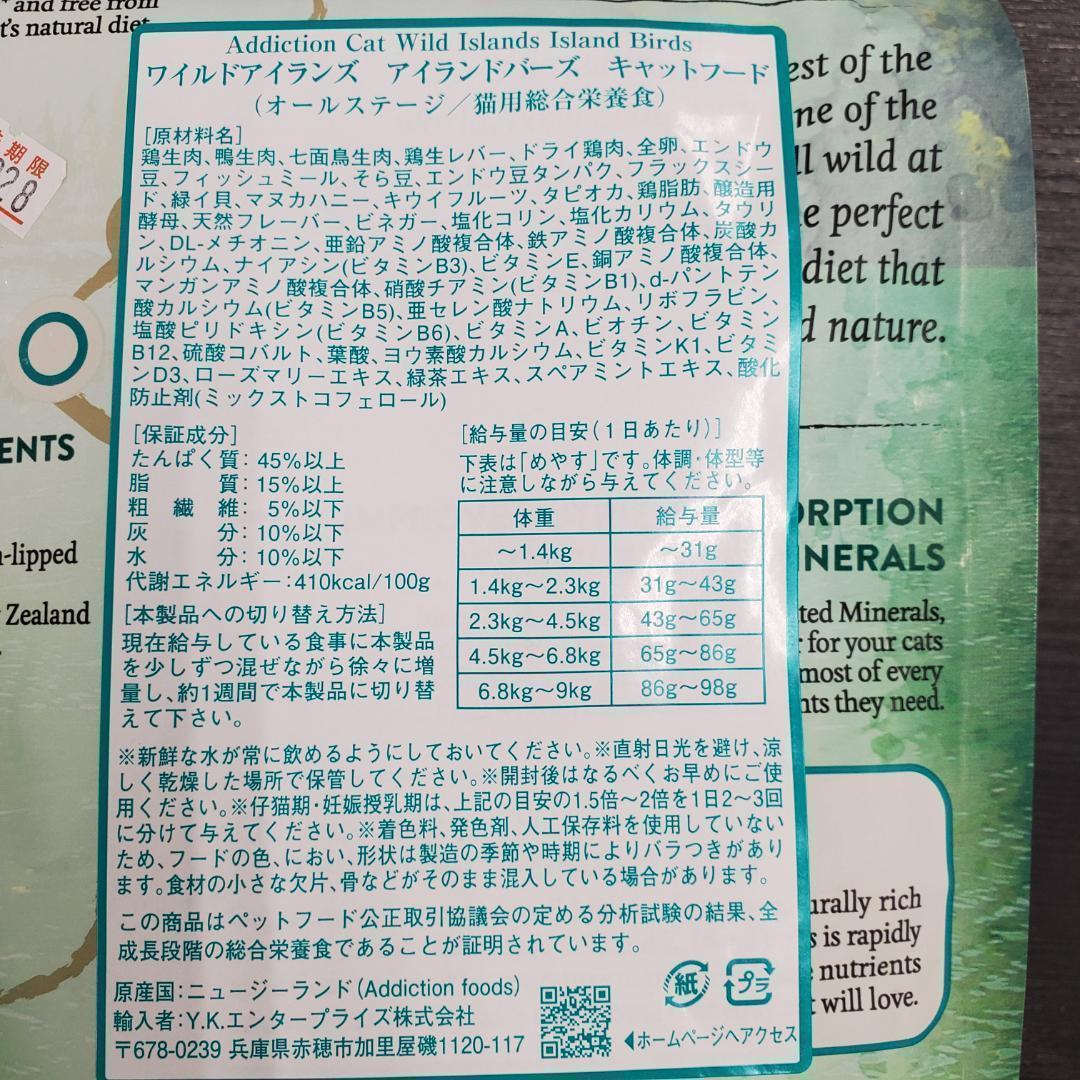 and free from
t's natural diet
期限
28
ENTS
-lipped
Zealand
Addiction Cat Wild Islands Island Birds
ワイルドアイランズ アイランドバーズ キャットフード
(オールステージ/猫用総合栄養食)
[原材料名]
鶏生肉、鴨生肉、七面鳥生肉、鶏生レバー、ドライ鶏肉、全卵、エンドウ
豆、フィッシュミール、そら豆、エンドウ豆タンパク、フラックスシー
ド、緑イ貝、マヌカハニー、キウイフルーツ、タピオカ、鶏脂肪、醸造用
酵母、天然フレーバー、ビネガー、塩化コリン、塩化カリウム、タウリ
ン、DL-メチオニン、亜鉛アミノ酸複合体、鉄アミノ酸複合体、炭酸カ
ルシウム、ナイアシン(ビタミンB3)、ビタミンE、銅アミノ酸複合体、
マンガンアミノ酸複合体、硝酸チアミン(ビタミンB1)、d-パントテン
酸カルシウム(ビタミンB5)、亜セレン酸ナトリウム、リボフラビン、
塩酸ピリドキシン(ビタミンB6)、ビタミンA、ビオチン、ビタミン
B12、硫酸コバルト、葉酸、ヨウ素酸カルシウム、ビタミンK1、ビタミ
ンD3、ローズマリーエキス、緑茶エキス、スペアミントエキス、酸化
防止剤(ミックストコフェロール)
[保証成分]
たんぱく質: 45%以上
脂 質: 15%以上
粗 繊 維: 5%以下
灰 分: 10%以下
水 分: 10%以下
代謝エネルギー:410kcal/100g
[本製品への切り替え方法]
現在給与している食事に本製品
を少しずつ混ぜながら徐々に増
量し、約1週間で本製品に切り替
えて下さい。
[給与量の目安(1日あたり)]
下表は「めやす」です。体調・体型等
に注意しながら与えてください。
体重 給与量
〜1.4kg 〜31g
1.4kg〜2.3kg 31g〜43g
2.3kg〜4.5kg 43g〜65g
4.5kg〜6.8kg 65g〜86g
6.8kg〜9kg 86g〜98g
※新鮮な水が常に飲めるようにしておいてください。※直射日光を避け、涼
しく乾燥した場所で保管してください。※開封後はなるべくお早めにご使
用ください。※仔猫期・妊娠授乳期は、上記の目安の1.5倍〜2倍を1日2〜3回
に分けて与えてください。※着色料、発色剤、人工保存料を使用していない
ため、フードの色、におい、形状は製造の季節や時期によりバラつきがあり
ます。食材の小さな欠片、骨などがそのまま混入している場合があります。
この商品はペットフード公正取引協議会の定める分析試験の結果、全
成長段階の総合栄養食であることが証明されています。
原産国:ニュージーランド(Addiction foods)
輸入者:Y.K.エンタープライズ株式会社
〒678-0239 兵庫県赤穂市加里屋磯1120-117
紙
プラ
◀ホームページへアクセス
est of the
ne of the
ll wild at
e perfect
diet that
d nature.
ORPTION
NERALS
ted Minerals,
for your cats
most of every
nts they need.
urally rich
s is rapidly
nutrients
will love.